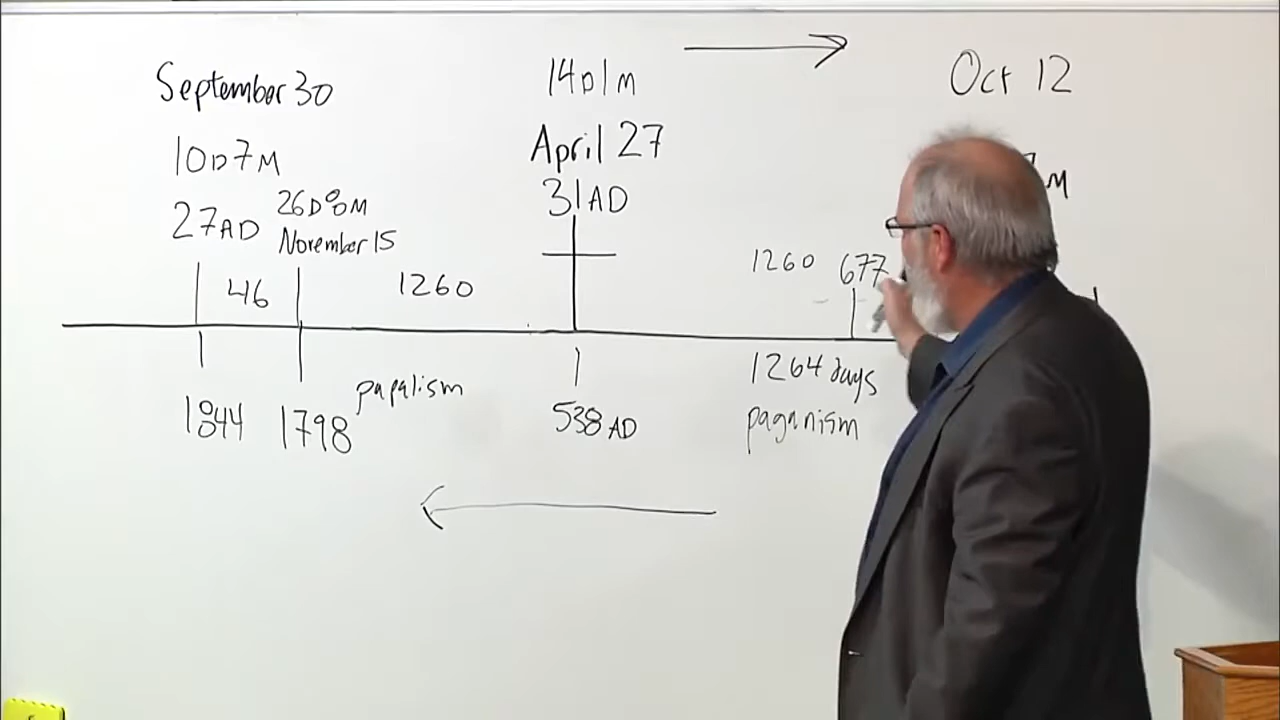 September 30
10D7M
27AD
26D8M
November 15
46
1260
1844
1798
papalism
14D1M
April 27
31AD
538 AD
Oct 12
M
1260
677
1264 days
paganism